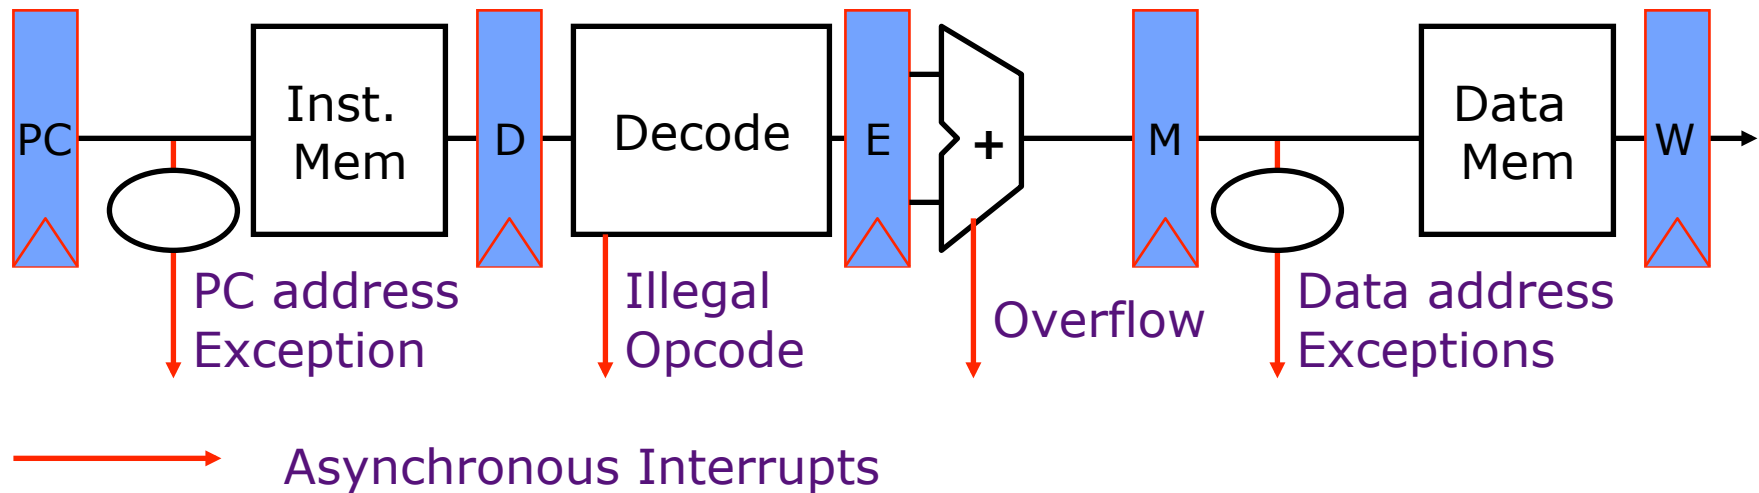 PC
Inst.
Mem
D
Decode
E
+
M
Data
Mem
W
PC address
Exception
Illegal
Opcode
Overflow
Data address
Exceptions
Asynchronous Interrupts